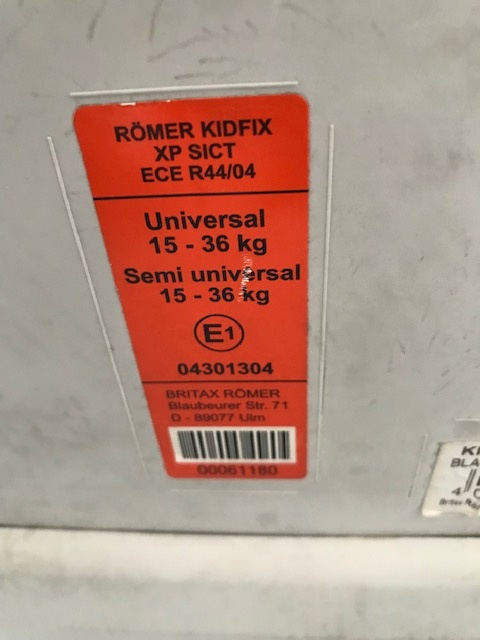 RÖMER KIDFIX
XP SICT
ECE R44/04
Universal
15 - 36 kg
Semi universal
15 - 36 kg
E1
04301304
BRITAX RÖMER
Blaubeurer Str. 71
D - 89077 Ulm
00061180